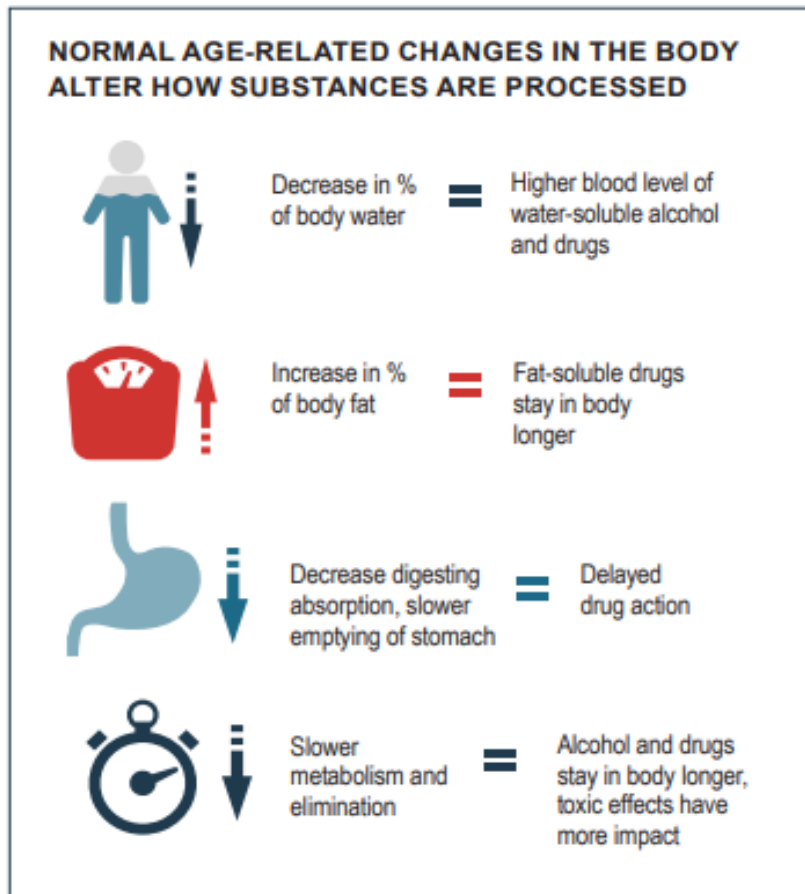 NORMAL AGE-RELATED CHANGES IN THE BODY
ALTER HOW SUBSTANCES ARE PROCESSED
Decrease in %
of body water
=
Higher blood level of
water-soluble alcohol
and drugs
Increase in %
of body fat
=
Fat-soluble drugs
stay in body
longer
Decrease digesting
absorption, slower
emptying of stomach
=
Delayed
drug action
Slower
metabolism and
elimination
=
Alcohol and drugs
stay in body longer,
toxic effects have
more impact